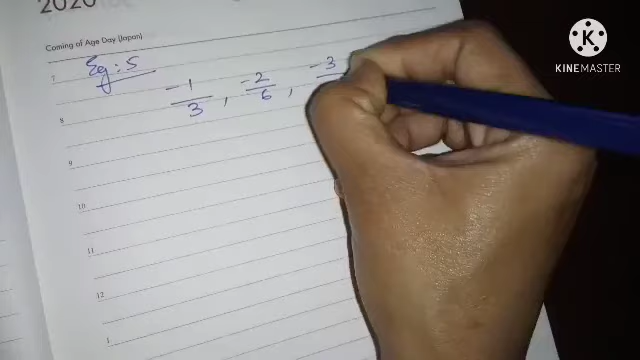 2020
Coming of Age Day (Japan)
7
Eg: 5
-1/3, -2/6, -3
8
9
10
11
12
1
K
KINEMASTER